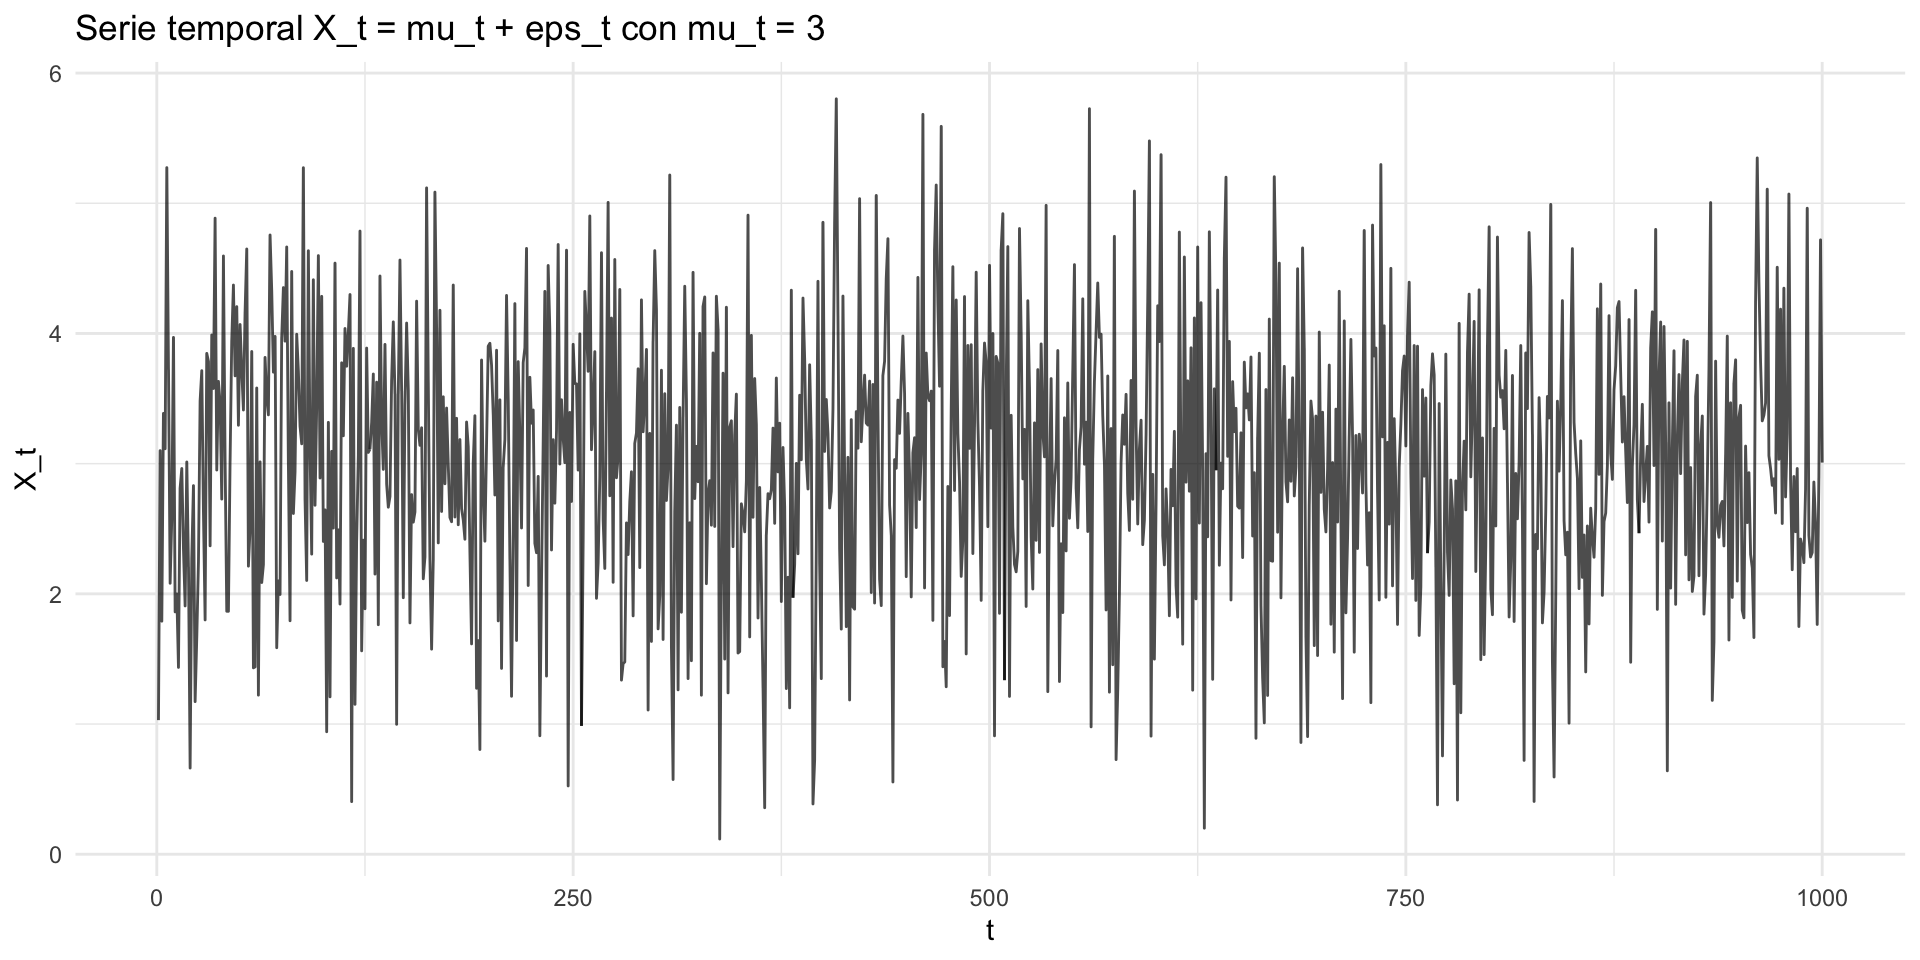 Serie temporal X_t = mu_t + eps_t con mu_t = 3
6
4
2
0
X_t
0 250 500 750 1000
t